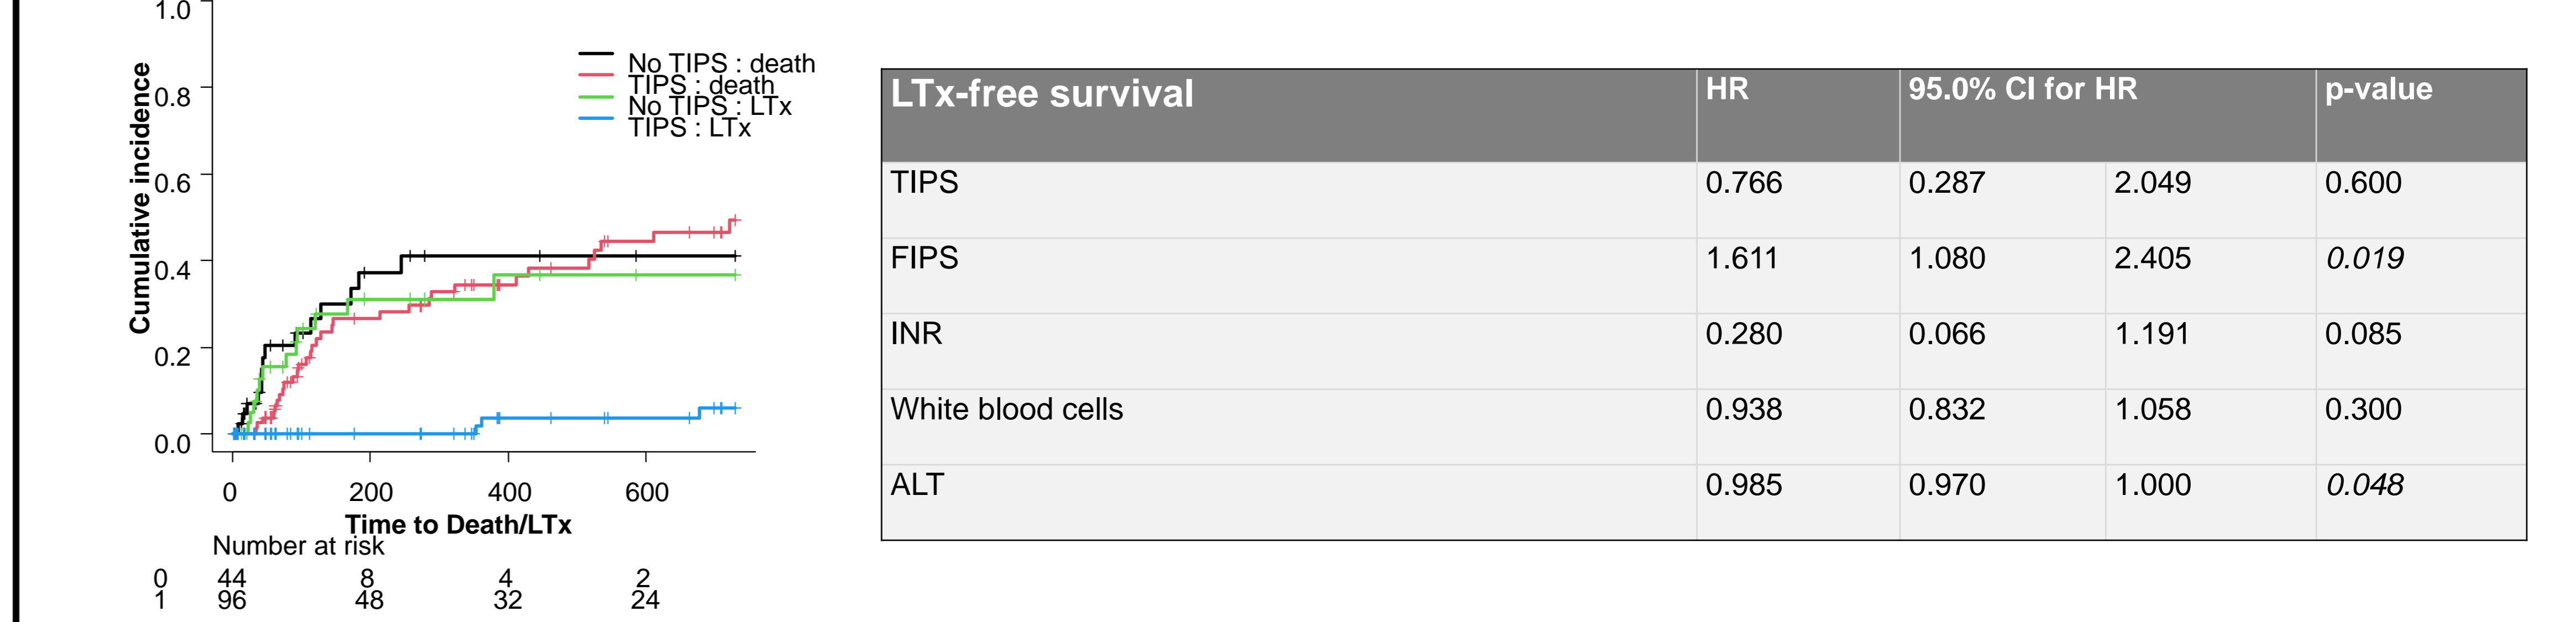 1.0
0.8
0.6
0.4
0.2
0.0
Cumulative incidence
No TIPS : death
TIPS : death
No TIPS : LTx
TIPS : LTx
0 200 400 600
Time to Death/LTx
Number at risk
0 44 8 4 2
1 96 48 32 24
LTx-free survival HR 95.0% CI for HR p-value
TIPS 0.766 0.287 2.049 0.600
FIPS 1.611 1.080 2.405 0.019
INR 0.280 0.066 1.191 0.085
White blood cells 0.938 0.832 1.058 0.300
ALT 0.985 0.970 1.000 0.048